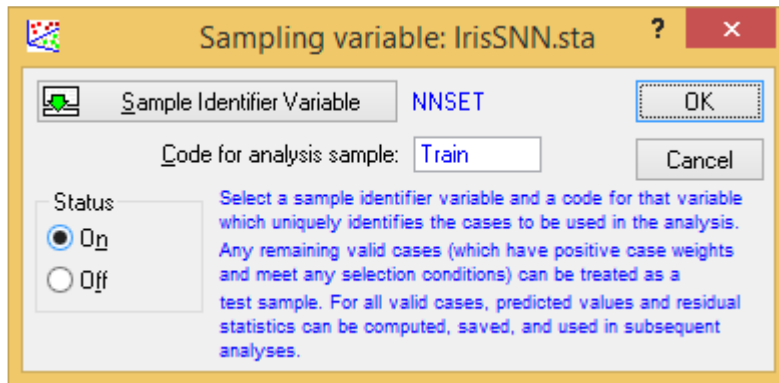 Sampling variable: IrisSNN.sta ? ×
Sample Identifier Variable NNSET OK
Code for analysis sample: Train Cancel
Status
On
Off
Select a sample identifier variable and a code for that variable
which uniquely identifies the cases to be used in the analysis.
Any remaining valid cases (which have positive case weights
and meet any selection conditions) can be treated as a
test sample. For all valid cases, predicted values and residual
statistics can be computed, saved, and used in subsequent
analyses.